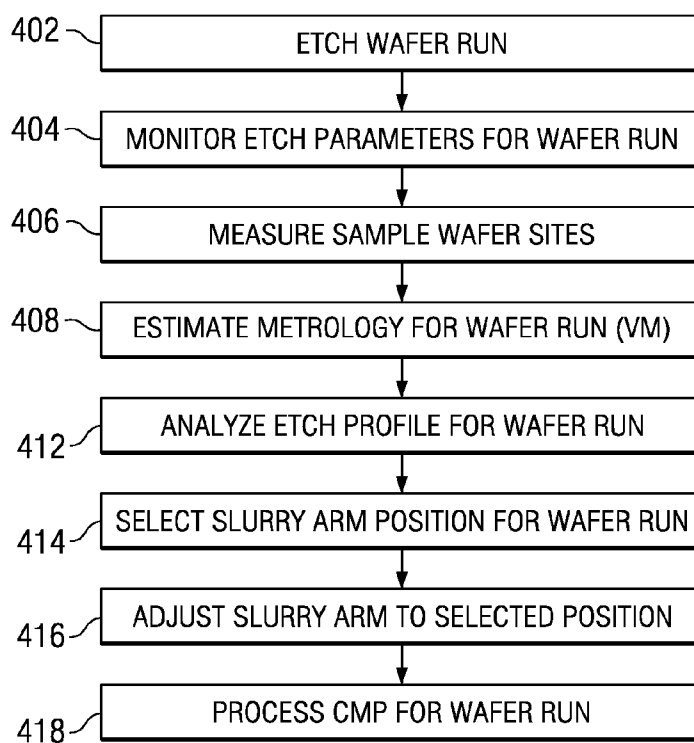 402 ETCH WAFER RUN
404 MONITOR ETCH PARAMETERS FOR WAFER RUN
406 MEASURE SAMPLE WAFER SITES
408 ESTIMATE METROLOGY FOR WAFER RUN (VM)
412 ANALYZE ETCH PROFILE FOR WAFER RUN
414 SELECT SLURRY ARM POSITION FOR WAFER RUN
416 ADJUST SLURRY ARM TO SELECTED POSITION
418 PROCESS CMP FOR WAFER RUN